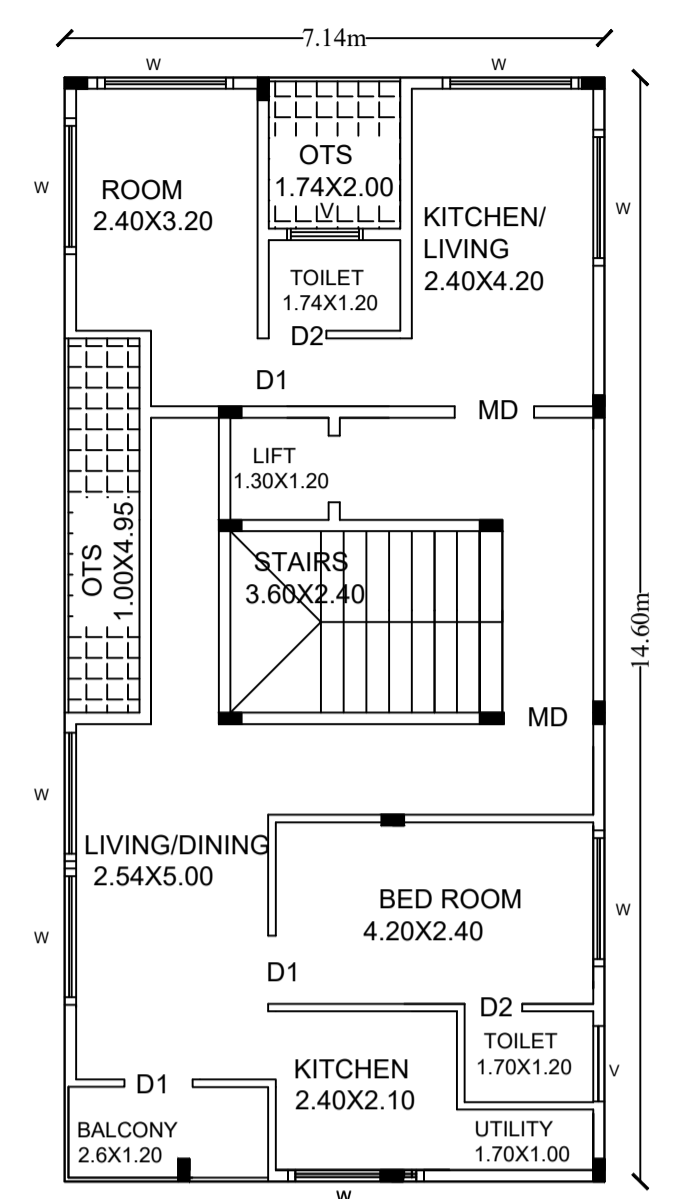 7.14m
W
W
OTS
1.74X2.00
V
ROOM
2.40X3.20
W
W
KITCHEN/
LIVING
2.40X4.20
TOILET
1.74X1.20
D2
D1
MD
LIFT
1.30X1.20
OTS
1.00X4.95
STAIRS
3.60X2.40
14.60m
MD
W
LIVING/DINING
2.54X5.00
W
BED ROOM
4.20X2.40
W
D1
D2
TOILET
1.70X1.20
V
KITCHEN
2.40X2.10
D1
BALCONY
2.6X1.20
UTILITY
1.70X1.00
W